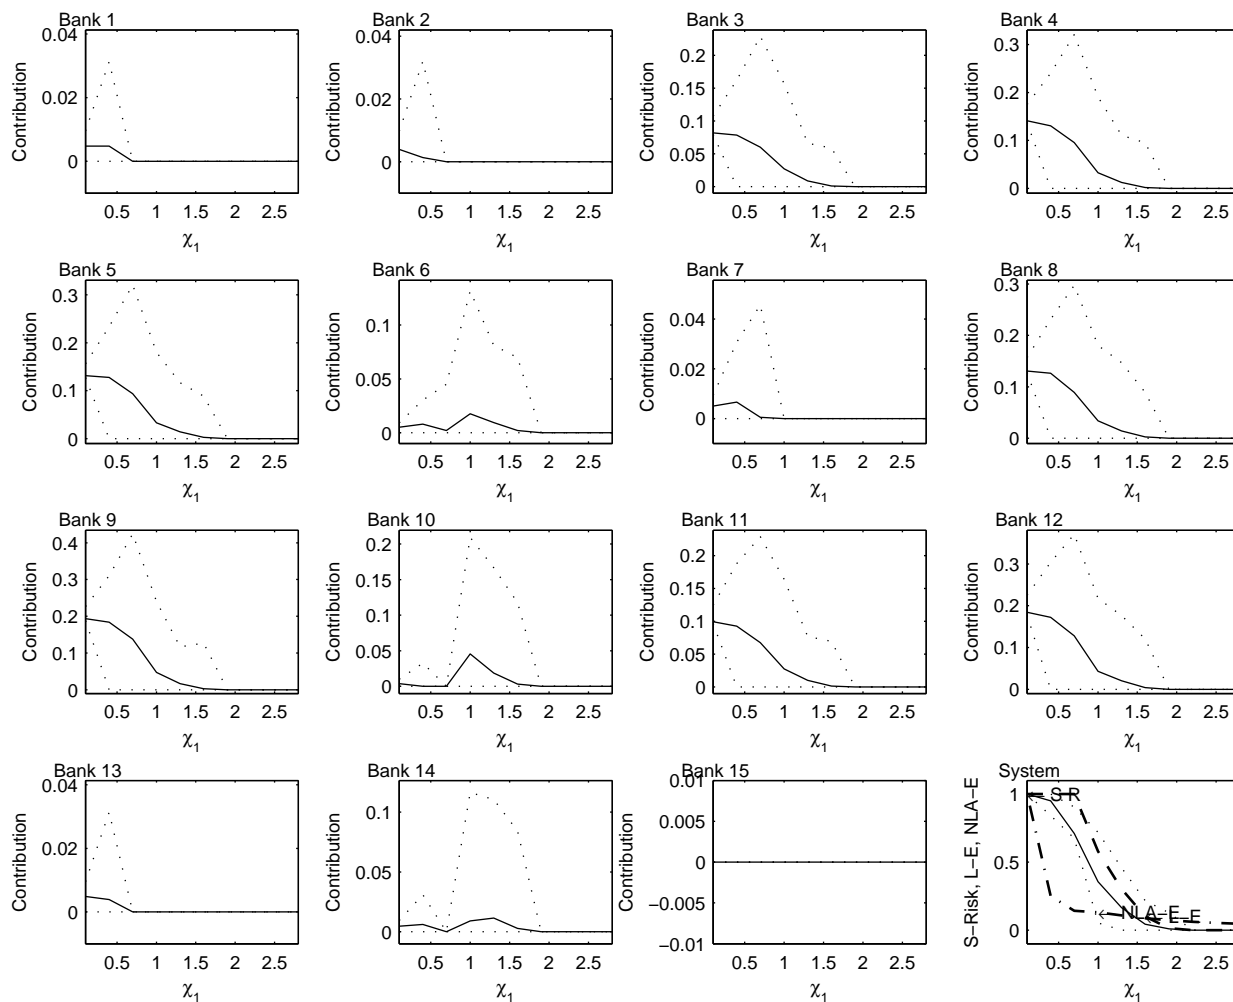 Bank 1
Contribution
0.04
0.02
0
0.5 1 1.5 2 2.5
χ1
Bank 2
Contribution
0.04
0.02
0
0.5 1 1.5 2 2.5
χ1
Bank 3
Contribution
0.2
0.15
0.1
0.05
0
0.5 1 1.5 2 2.5
χ1
Bank 4
Contribution
0.3
0.2
0.1
0
0.5 1 1.5 2 2.5
χ1
Bank 5
Contribution
0.3
0.2
0.1
0
0.5 1 1.5 2 2.5
χ1
Bank 6
Contribution
0.1
0.05
0
0.5 1 1.5 2 2.5
χ1
Bank 7
Contribution
0.04
0.02
0
0.5 1 1.5 2 2.5
χ1
Bank 8
Contribution
0.3
0.2
0.1
0
0.5 1 1.5 2 2.5
χ1
Bank 9
Contribution
0.4
0.3
0.2
0.1
0
0.5 1 1.5 2 2.5
χ1
Bank 10
Contribution
0.2
0.15
0.1
0.05
0
0.5 1 1.5 2 2.5
χ1
Bank 11
Contribution
0.2
0.15
0.1
0.05
0
0.5 1 1.5 2 2.5
χ1
Bank 12
Contribution
0.3
0.2
0.1
0
0.5 1 1.5 2 2.5
χ1
Bank 13
Contribution
0.04
0.02
0
0.5 1 1.5 2 2.5
χ1
Bank 14
Contribution
0.1
0.05
0
0.5 1 1.5 2 2.5
χ1
Bank 15
Contribution
0.01
0.005
0
−0.005
−0.01
0.5 1 1.5 2 2.5
χ1
System
S−Risk, L−E, NLA−E
1
0.5
0
S−R
NLA−E
L−E
0.5 1 1.5 2 2.5
χ1